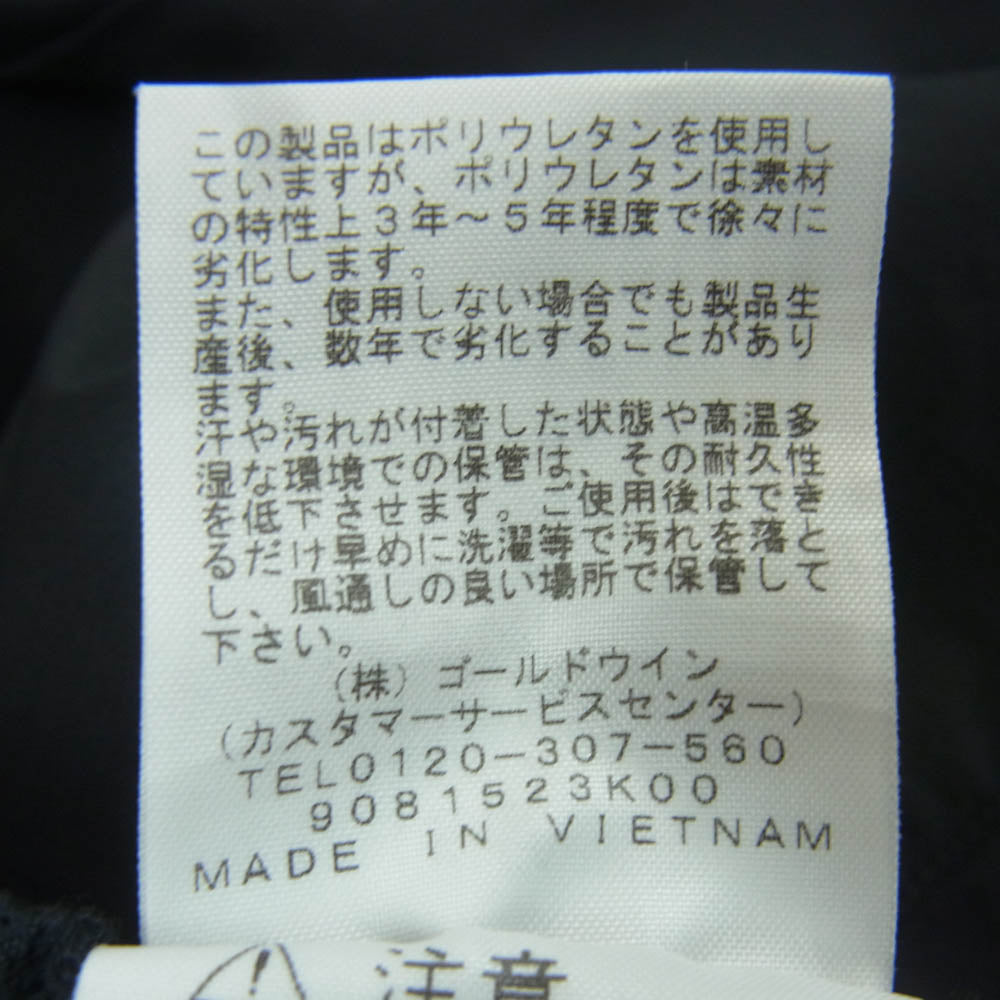 この製品はポリウレタンを使用し
ていますが、ポリウレタンは素材
の特性上３年～５年程度で徐々に
劣化します。
また、使用しない場合でも製品生
産後、数年で劣化することがあり
ます。
汗や汚れが付着した状態や高温多
湿な環境での保管は、その耐久性
を低下させます。ご使用後はでき
るだけ早めに洗濯等で汚れを落と
し、風通しの良い場所で保管して
下さい。
（株）ゴールドウイン
（カスタマーサービスセンター）
TEL0120−307−560
9081523K00
MADE IN VIETNAM
注意